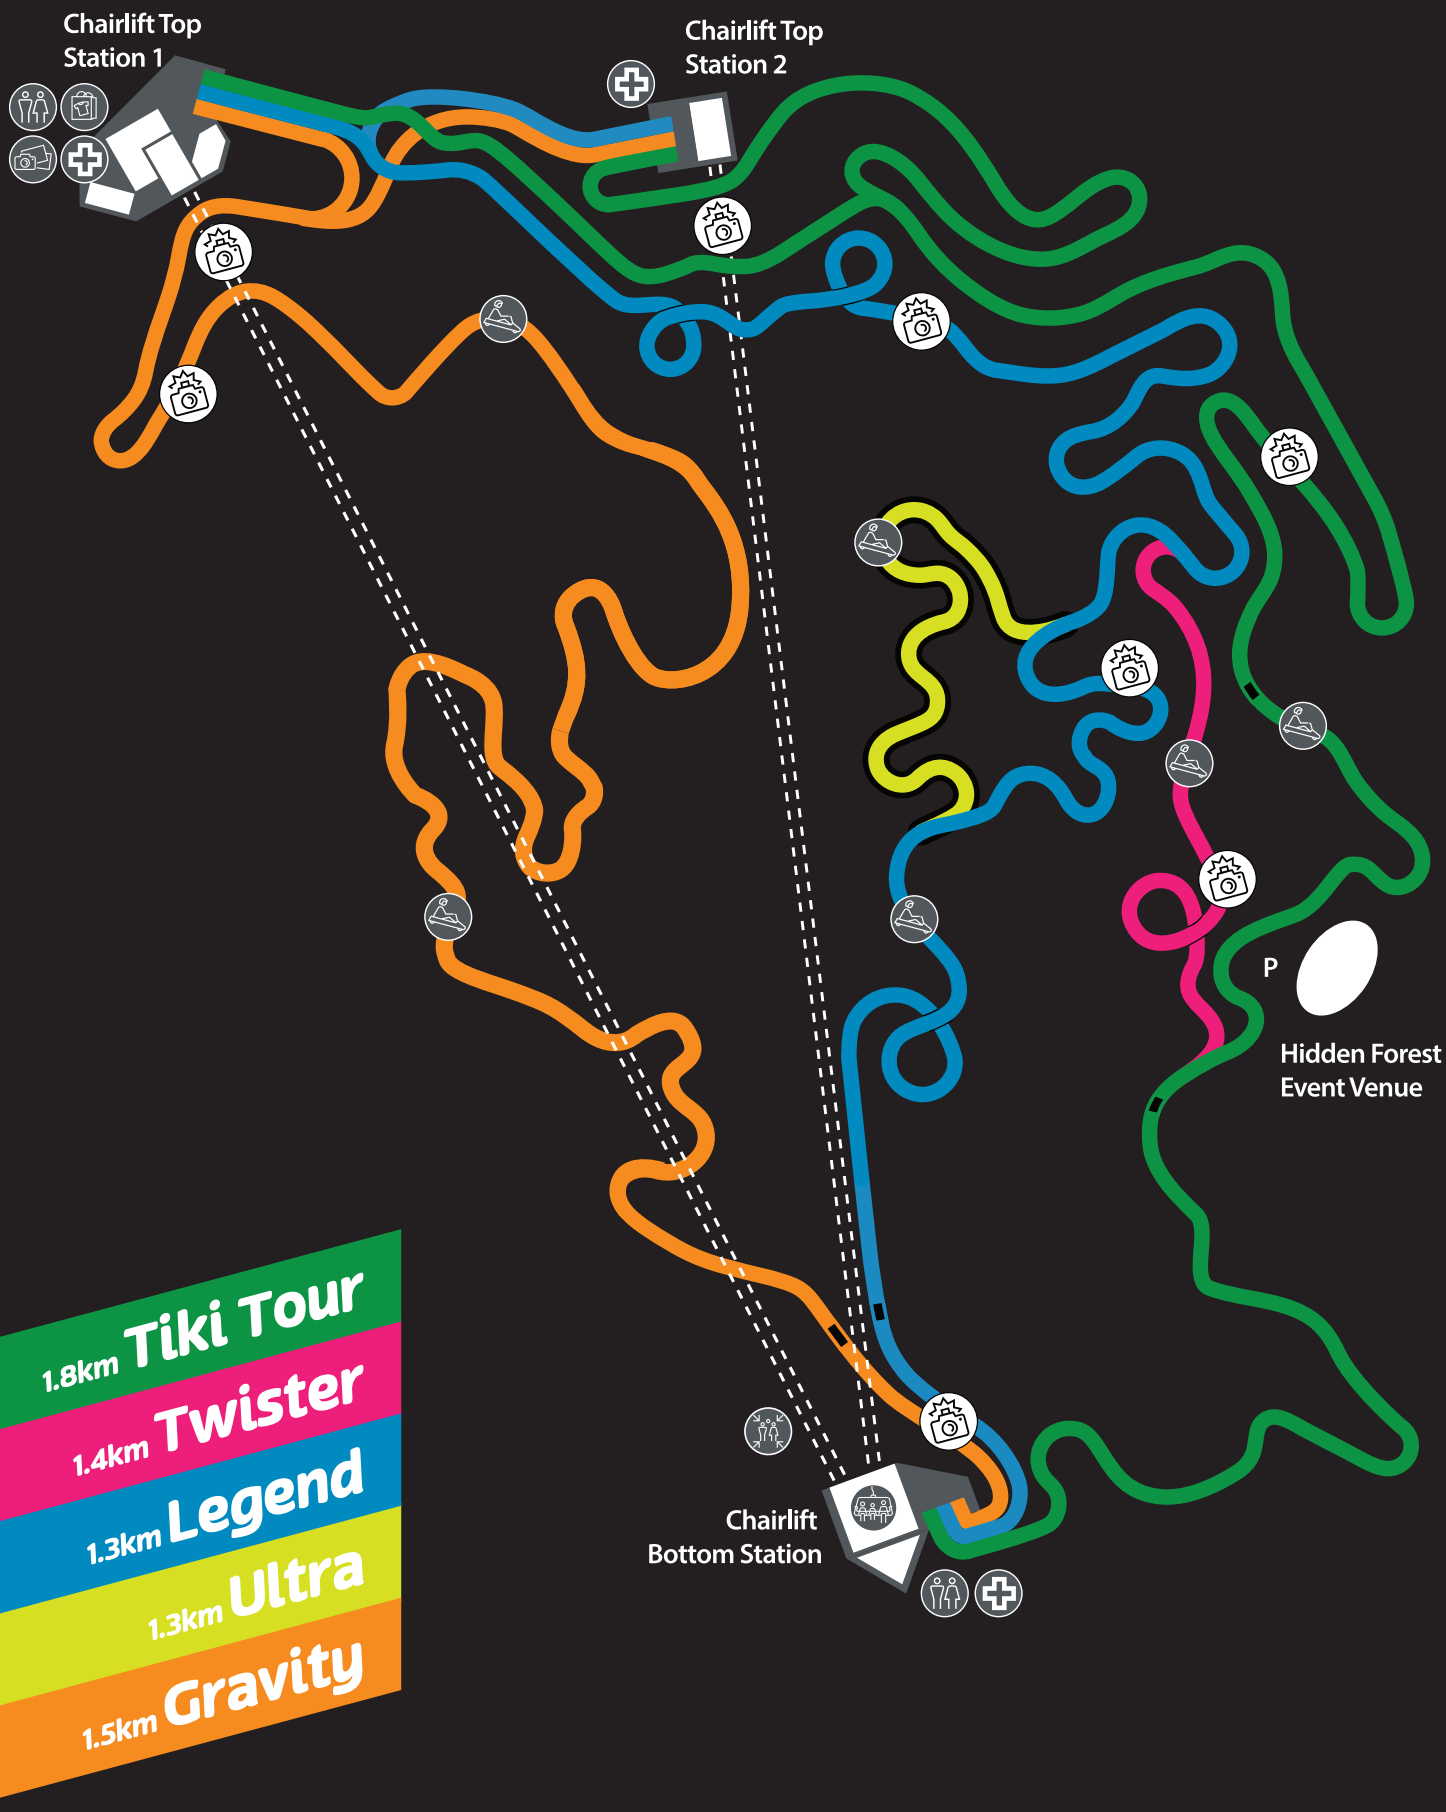 Chairlift Top
Station 1
Chairlift Top
Station 2
P
Hidden Forest
Event Venue
Chairlift
Bottom Station
1.8km Tiki Tour
1.4km Twister
1.3km Legend
1.3km Ultra
1.5km Gravity